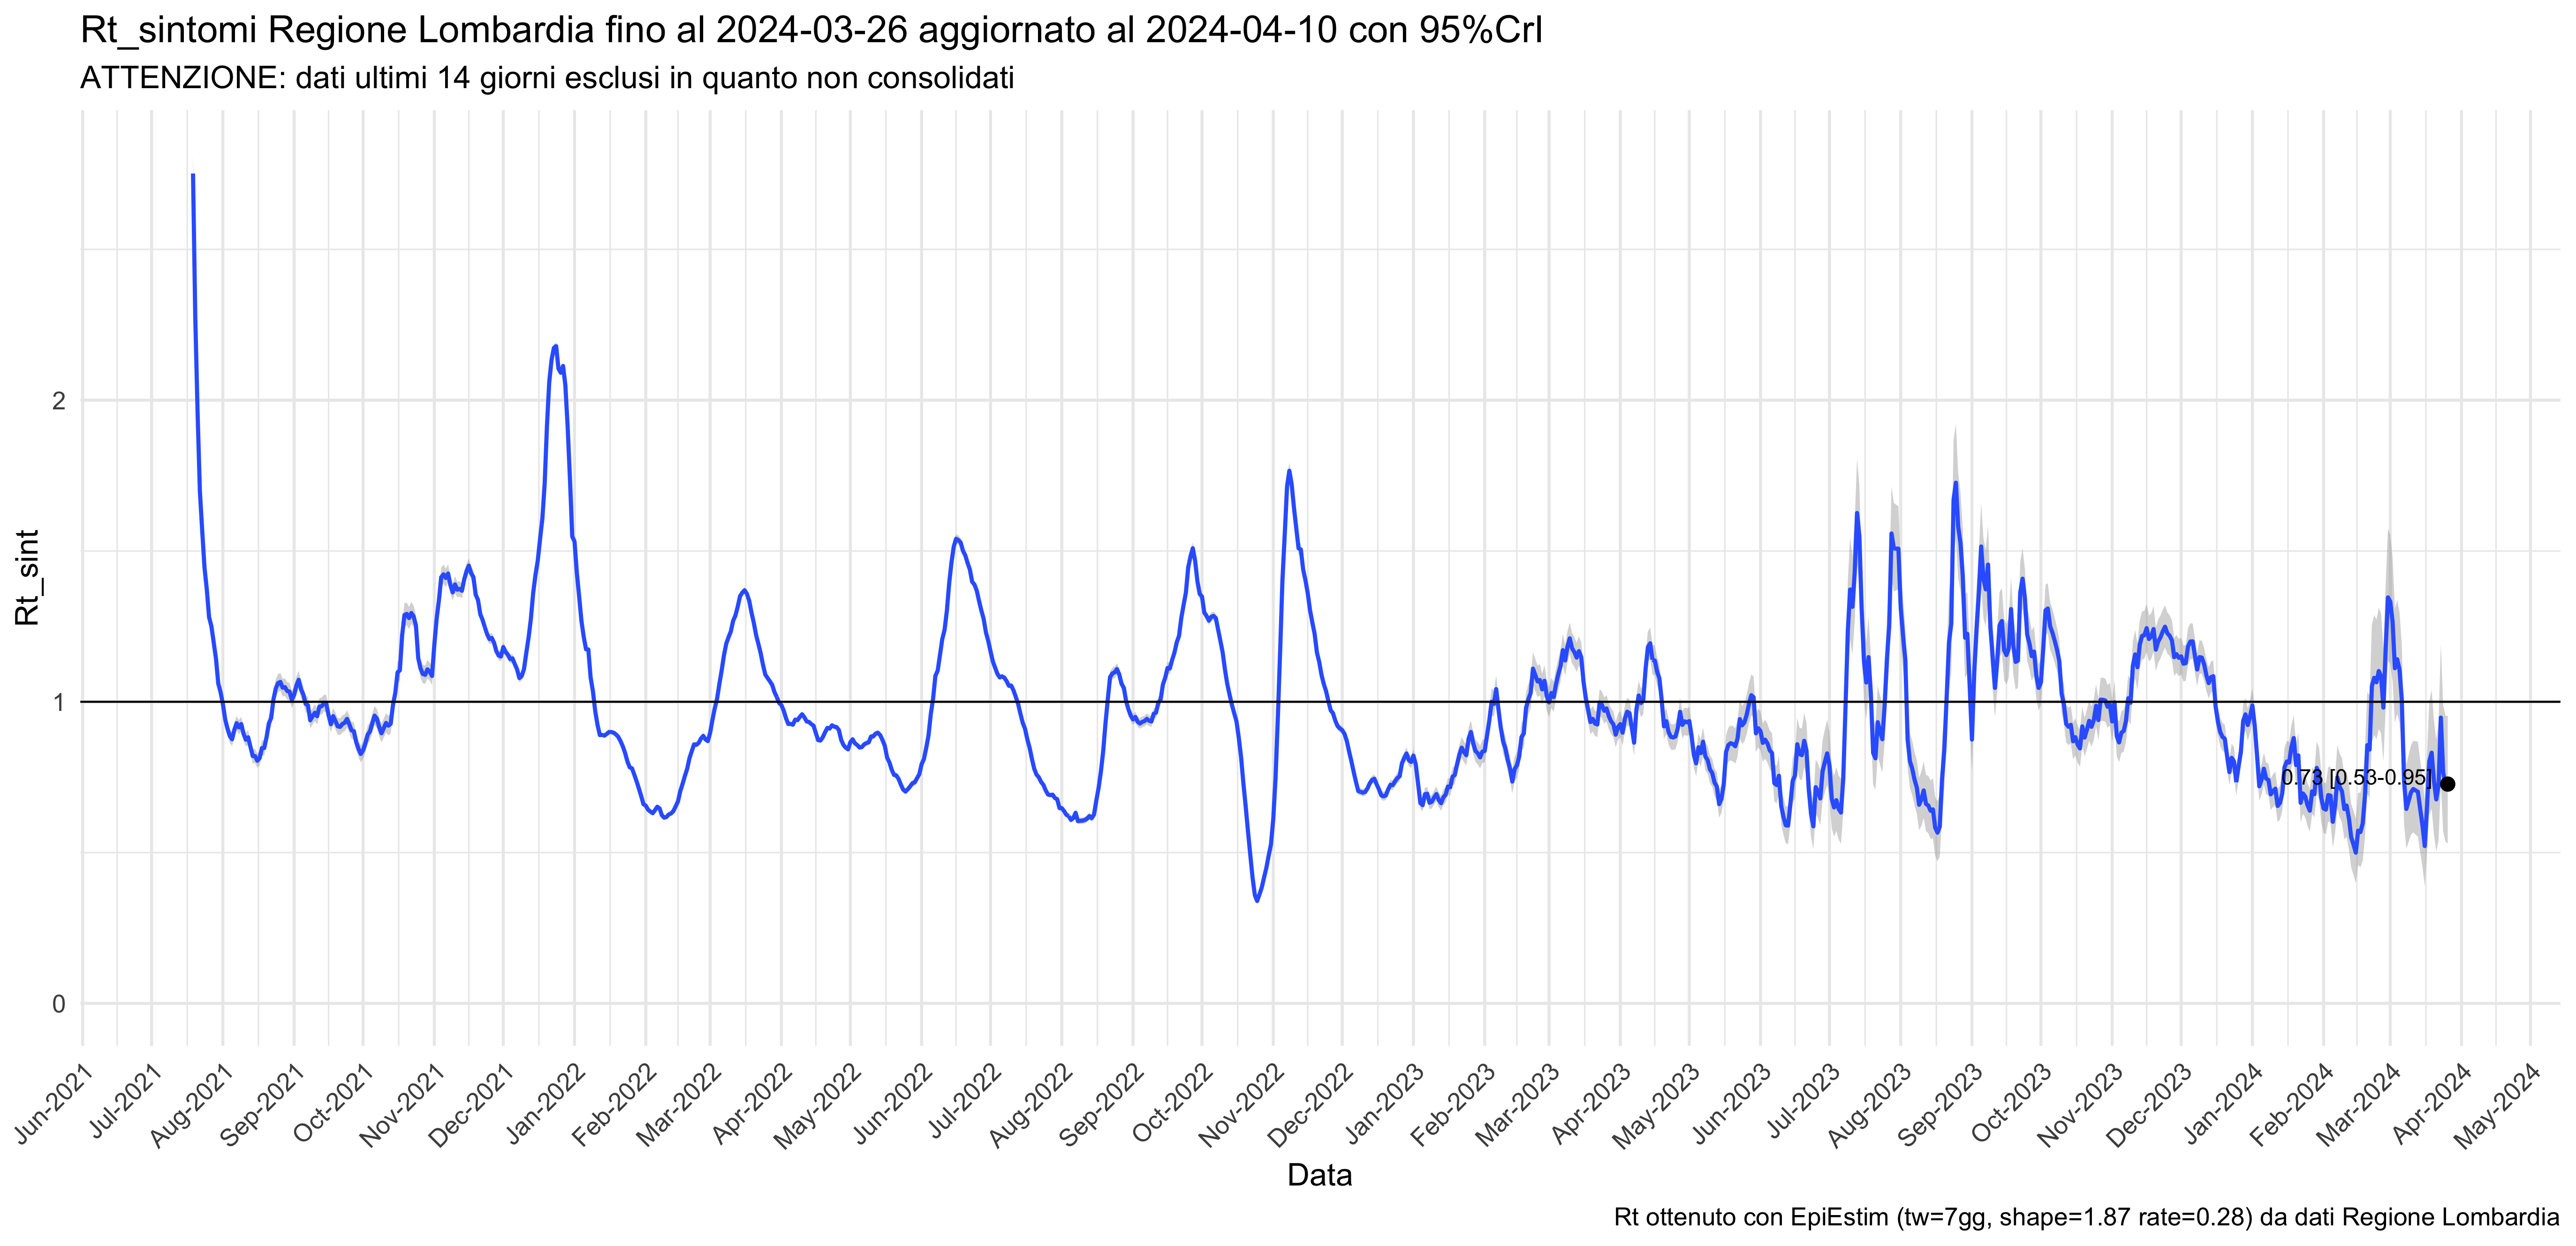 Rt_sintomi Regione Lombardia fino al 2024-03-26 aggiornato al 2024-04-10 con 95%CrI
ATTENZIONE: dati ultimi 14 giorni esclusi in quanto non consolidati
Rt_sint
2
1
0
0.73 [0.53-0.95]
Jun-2021
Jul-2021
Aug-2021
Sep-2021
Oct-2021
Nov-2021
Dec-2021
Jan-2022
Feb-2022
Mar-2022
Apr-2022
May-2022
Jun-2022
Jul-2022
Aug-2022
Sep-2022
Oct-2022
Nov-2022
Dec-2022
Jan-2023
Feb-2023
Mar-2023
Apr-2023
May-2023
Jun-2023
Jul-2023
Aug-2023
Sep-2023
Oct-2023
Nov-2023
Dec-2023
Jan-2024
Feb-2024
Mar-2024
Apr-2024
May-2024
Data
Rt ottenuto con EpiEstim (tw=7gg, shape=1.87 rate=0.28) da dati Regione Lombardia